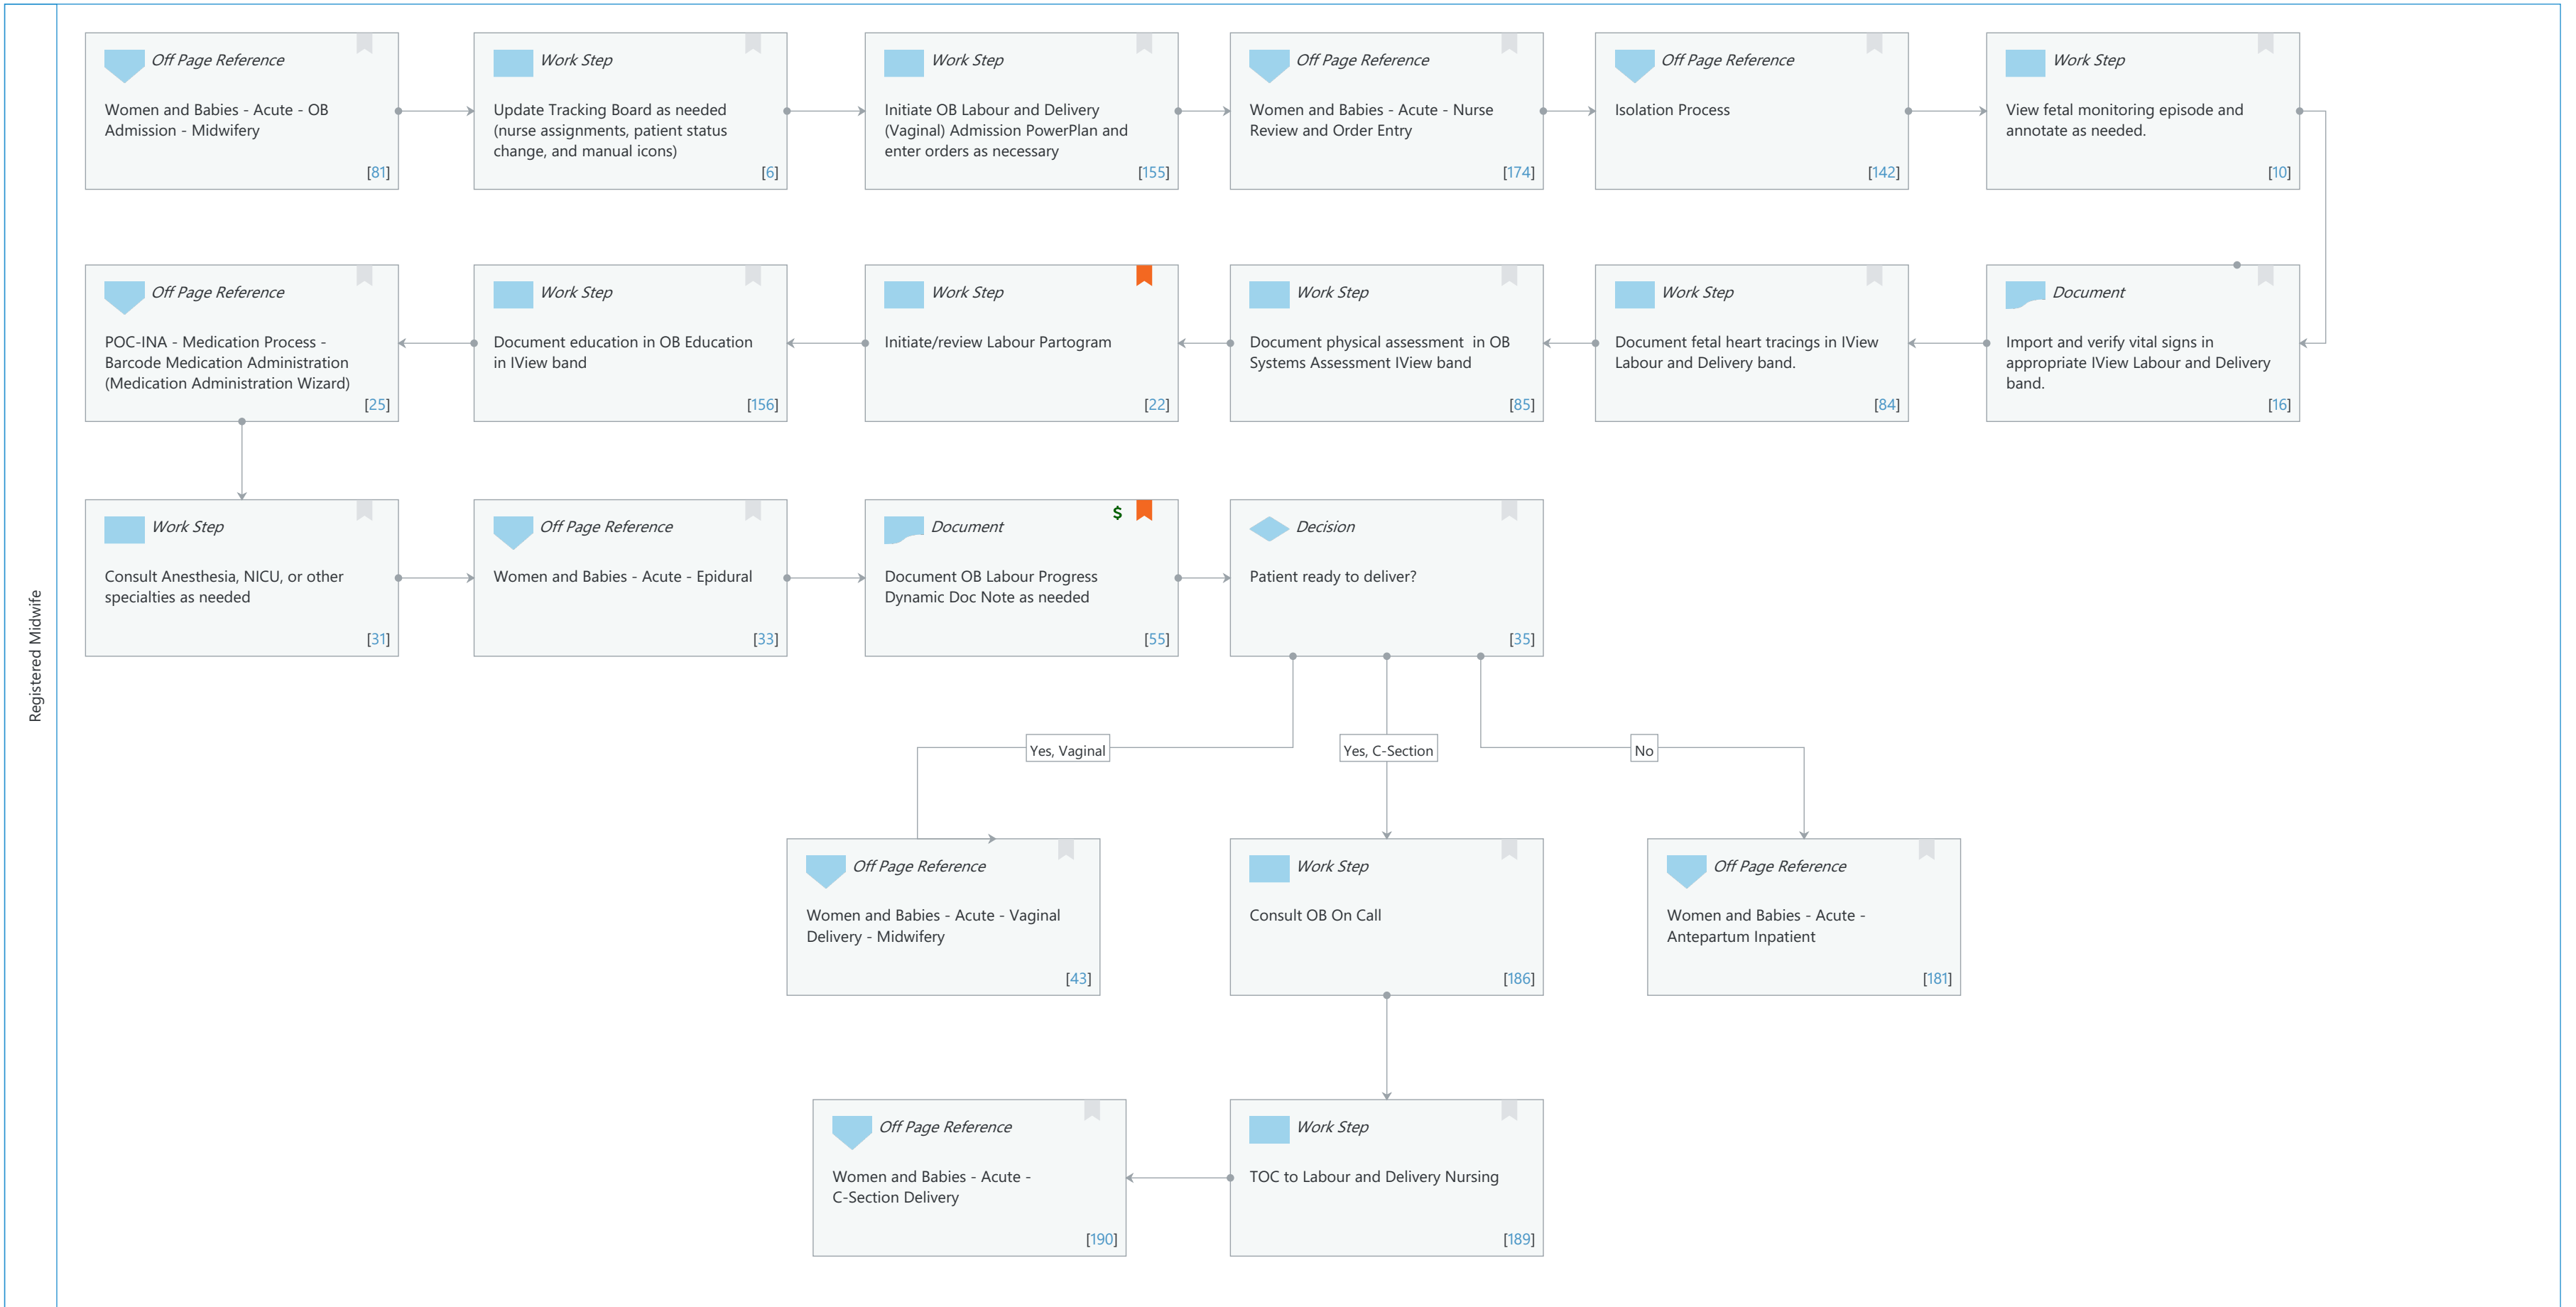 Registered Midwife
Off Page Reference
Women and Babies - Acute - OB
Admission - Midwifery
[81]
Work Step
Update Tracking Board as needed
(nurse assignments, patient status
change, and manual icons)
[6]
Work Step
Initiate OB Labour and Delivery
(Vaginal) Admission PowerPlan and
enter orders as necessary
[155]
Off Page Reference
Women and Babies - Acute - Nurse
Review and Order Entry
[174]
Off Page Reference
Isolation Process
[142]
Work Step
View fetal monitoring episode and
annotate as needed.
[10]
Document
Import and verify vital signs in
appropriate IView Labour and Delivery
band.
[16]
Work Step
Document fetal heart tracings in IView
Labour and Delivery band.
[84]
Work Step
Document physical assessment  in OB
Systems Assessment IView band
[85]
Work Step
Initiate/review Labour Partogram
[22]
Work Step
Document education in OB Education
in IView band
[156]
Off Page Reference
POC-INA - Medication Process -
Barcode Medication Administration
(Medication Administration Wizard)
[25]
Work Step
Consult Anesthesia, NICU, or other
specialties as needed
[31]
Off Page Reference
Women and Babies - Acute - Epidural
[33]
$
Document
Document OB Labour Progress
Dynamic Doc Note as needed
[55]
Decision
Patient ready to deliver?
[35]
Yes, Vaginal
Yes, C-Section
No
Off Page Reference
Women and Babies - Acute - Vaginal
Delivery - Midwifery
[43]
Work Step
Consult OB On Call
[186]
Off Page Reference
Women and Babies - Acute -
Antepartum Inpatient
[181]
Off Page Reference
Women and Babies - Acute -
C-Section Delivery
[190]
Work Step
TOC to Labour and Delivery Nursing
[189]